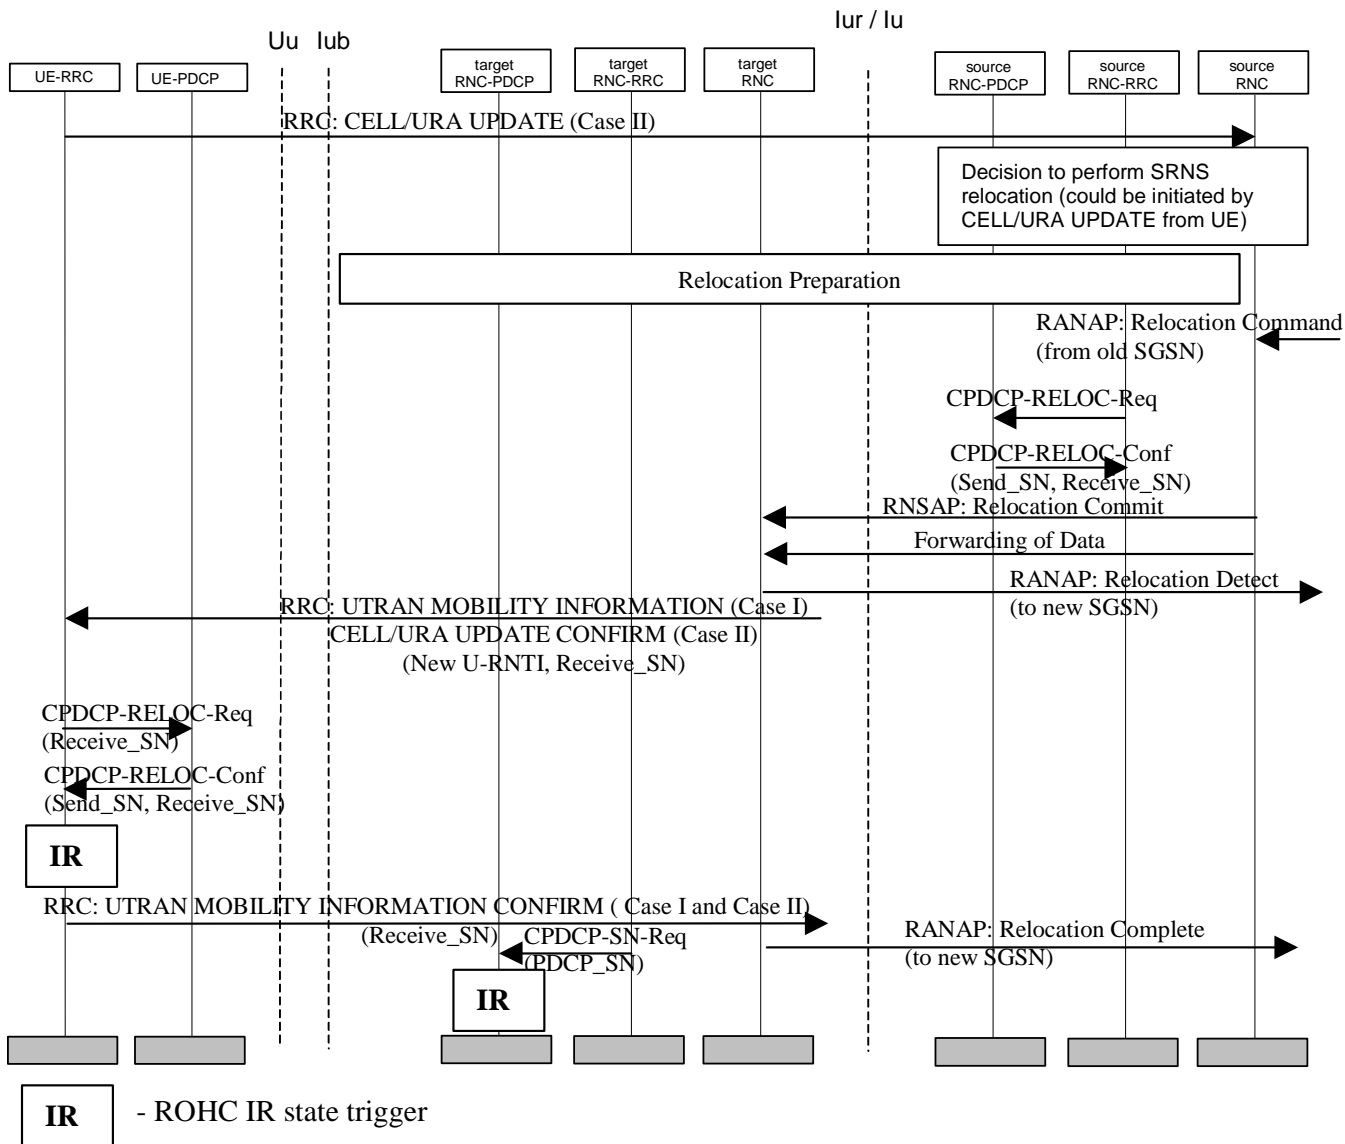 Iur / Iu
Uu Iub
UE-RRC
UE-PDCP
target
RNC-PDCP
target
RNC-RRC
target
RNC
source
RNC-PDCP
source
RNC-RRC
source
RNC
RRC: CELL/URA UPDATE (Case II)
Decision to perform SRNS
relocation (could be initiated by
CELL/URA UPDATE from UE)
Relocation Preparation
RANAP: Relocation Command
(from old SGSN)
CPDCP-RELOC-Req
CPDCP-RELOC-Conf
(Send_SN, Receive_SN)
RNSAP: Relocation Commit
Forwarding of Data
RANAP: Relocation Detect
(to new SGSN)
RRC: UTRAN MOBILITY INFORMATION (Case I)
CELL/URA UPDATE CONFIRM (Case II)
(New U-RNTI, Receive_SN)
CPDCP-RELOC-Req
(Receive_SN)
CPDCP-RELOC-Conf
(Send_SN, Receive_SN)
IR
RRC: UTRAN MOBILITY INFORMATION CONFIRM ( Case I and Case II)
(Receive_SN)
CPDCP-SN-Req
(PDCP_SN)
RANAP: Relocation Complete
(to new SGSN)
IR
IR - ROHC IR state trigger